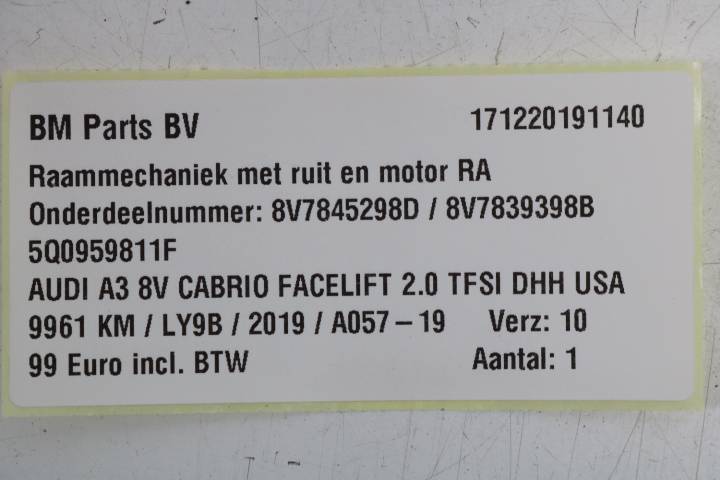 BM Parts BV 171220191140
Raammechaniek met ruit en motor RA
Onderdeelnummer: 8V7845298D / 8V7839398B
5Q0959811F
AUDI A3 8V CABRIO FACELIFT 2.0 TFSI DHH USA
9961 KM / LY9B / 2019 / A057-19 Verz: 10
99 Euro incl. BTW Aantal: 1